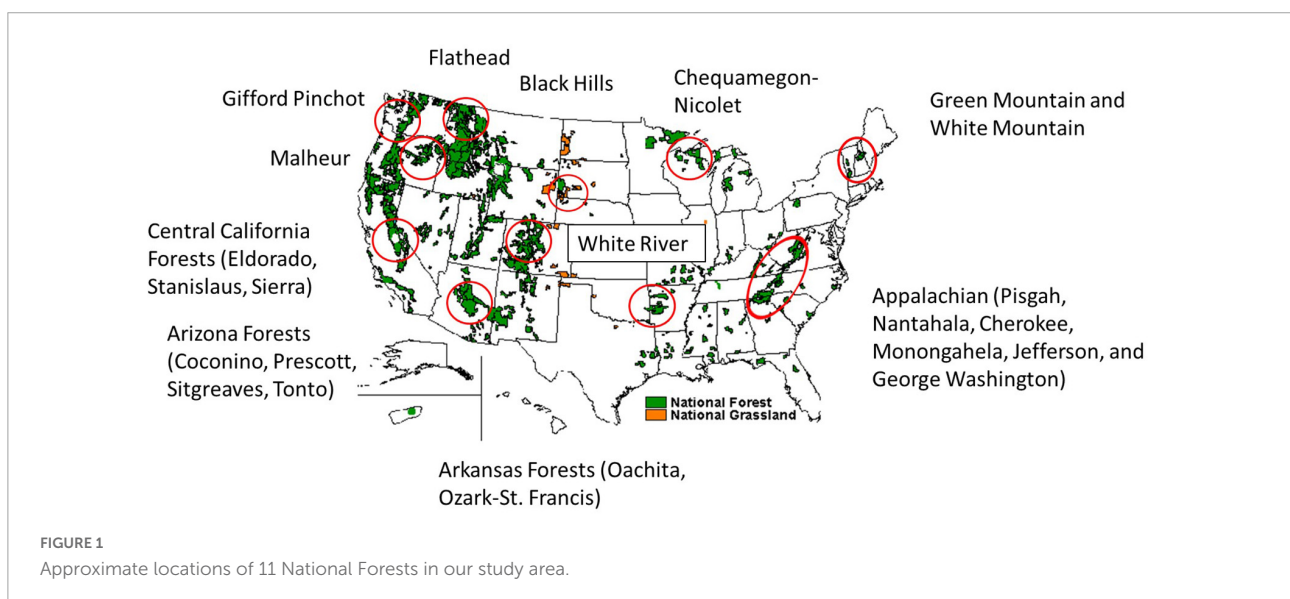 Flathead
Black Hills
Chequamegon-
Nicolet
Gifford Pinchot
Green Mountain and
White Mountain
Malheur
Central California
Forests (Eldorado,
Stanislaus, Sierra)
White River
Appalachian (Pisgah,
Nantahala, Cherokee,
Monongahela, Jefferson, and
George Washington)
Arizona Forests
(Coconino, Prescott,
Sitgreaves, Tonto)
National Forest
National Grassland
Arkansas Forests (Oachita,
Ozark-St. Francis)
FIGURE 1
Approximate locations of 11 National Forests in our study area.